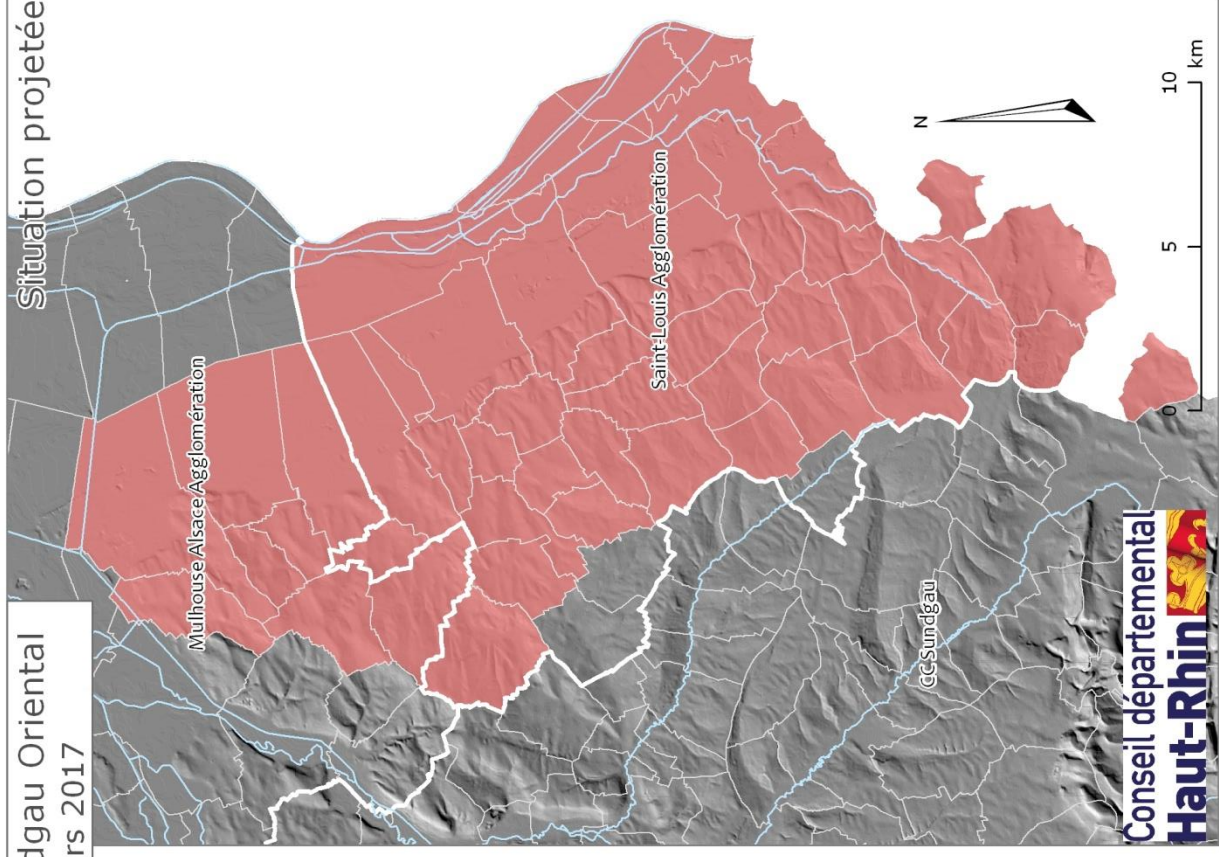 Siituation projetée
dgau Oriental
rs 2017
Mulhouse Alsace Agglomération
Saint-Louis Agglomération
CC Sundgau
N
0 5 10 km
Conseil départemental
Haut-Rhin